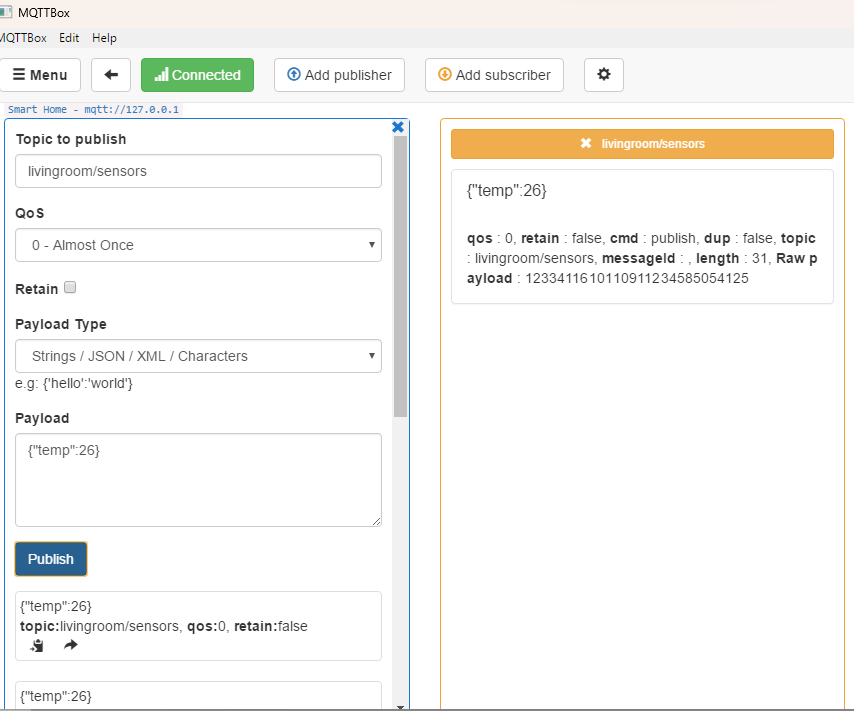 MQTTBox
MQTTBox Edit Help
Menu Connected Add publisher Add subscriber
Smart Home - mqtt://127.0.0.1
Topic to publish
livingroom/sensors
QoS
0 - Almost Once
Retain
Payload Type
Strings / JSON / XML / Characters
e.g: {'hello':'world'}
Payload
{"temp":26}
Publish
{"temp":26}
topic:livingroom/sensors, qos:0, retain:false
{"temp":26}
livingroom/sensors
{"temp":26}
qos : 0, retain : false, cmd : publish, dup : false, topic
: livingroom/sensors, messageId : , length : 31, Raw p
ayload : 1233411610110911234585054125